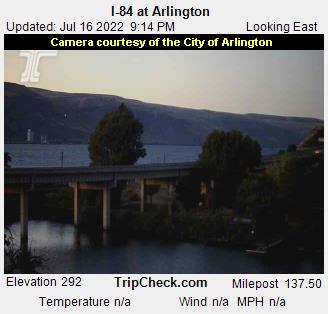 I-84 at Arlington
Updated: Jul 16 2022 9:14 PM Looking East
Camera courtesy of the City of Arlington
Elevation 292 TripCheck.com Milepost 137.50
Temperature n/a Wind n/a MPH n/a